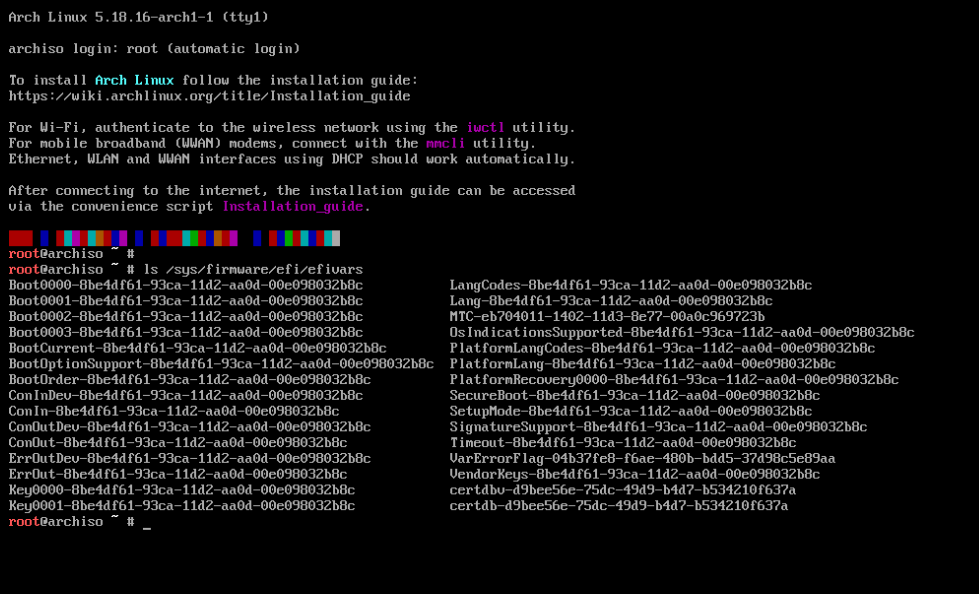 Arch Linux 5.18.16-arch1-1 (tty1)
archiso login: root (automatic login)
To install Arch Linux follow the installation guide:
https://wiki.archlinux.org/title/Installation_guide
For Wi-Fi, authenticate to the wireless network using the iwctl utility.
For mobile broadband (WWAN) modems, connect with the mmcli utility.
Ethernet, WLAN and WWAN interfaces using DHCP should work automatically.
After connecting to the internet, the installation guide can be accessed
via the convenience script Installation_guide.
root@archiso ~ #
root@archiso ~ # ls /sys/firmware/efi/efivars
Boot0000-8be4df61-93ca-11d2-aa0d-00e098032b8c LangCodes-8be4df61-93ca-11d2-aa0d-00e098032b8c
Boot0001-8be4df61-93ca-11d2-aa0d-00e098032b8c Lang-8be4df61-93ca-11d2-aa0d-00e098032b8c
Boot0002-8be4df61-93ca-11d2-aa0d-00e098032b8c MTC-eb704011-1402-11d3-8e77-00a0c969723b
Boot0003-8be4df61-93ca-11d2-aa0d-00e098032b8c OsIndicationsSupported-8be4df61-93ca-11d2-aa0d-00e098032b8c
BootCurrent-8be4df61-93ca-11d2-aa0d-00e098032b8c PlatformLangCodes-8be4df61-93ca-11d2-aa0d-00e098032b8c
BootOptionSupport-8be4df61-93ca-11d2-aa0d-00e098032b8c PlatformLang-8be4df61-93ca-11d2-aa0d-00e098032b8c
BootOrder-8be4df61-93ca-11d2-aa0d-00e098032b8c PlatformRecovery0000-8be4df61-93ca-11d2-aa0d-00e098032b8c
ConInDev-8be4df61-93ca-11d2-aa0d-00e098032b8c SecureBoot-8be4df61-93ca-11d2-aa0d-00e098032b8c
ConIn-8be4df61-93ca-11d2-aa0d-00e098032b8c SetupMode-8be4df61-93ca-11d2-aa0d-00e098032b8c
ConOutDev-8be4df61-93ca-11d2-aa0d-00e098032b8c SignatureSupport-8be4df61-93ca-11d2-aa0d-00e098032b8c
ConOut-8be4df61-93ca-11d2-aa0d-00e098032b8c Timeout-8be4df61-93ca-11d2-aa0d-00e098032b8c
ErrOutDev-8be4df61-93ca-11d2-aa0d-00e098032b8c VarErrorFlag-04b37fe8-f6ae-480b-bdd5-37d98c5e89aa
ErrOut-8be4df61-93ca-11d2-aa0d-00e098032b8c VendorKeys-8be4df61-93ca-11d2-aa0d-00e098032b8c
Key0000-8be4df61-93ca-11d2-aa0d-00e098032b8c certdbv-d9bee56e-75dc-49d9-b4d7-b534210f637a
Key0001-8be4df61-93ca-11d2-aa0d-00e098032b8c certdb-d9bee56e-75dc-49d9-b4d7-b534210f637a
root@archiso ~ # _